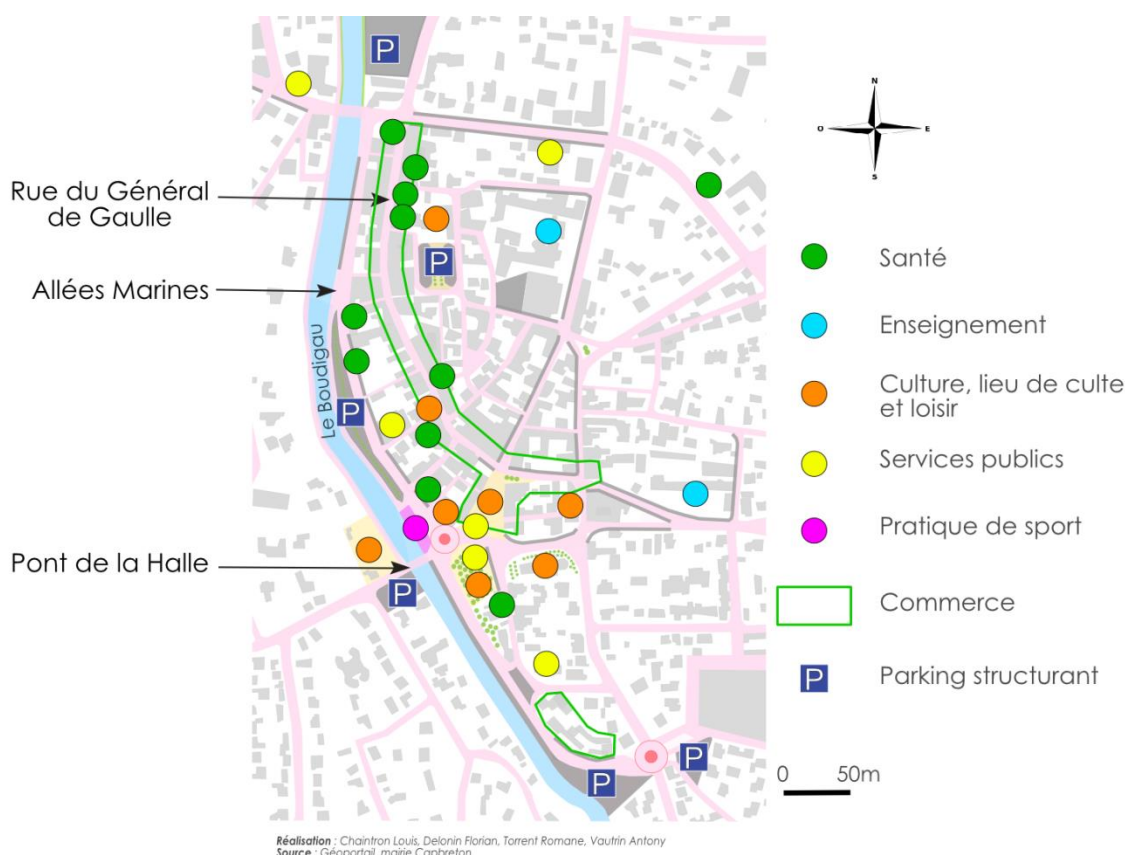 P
N
O
E
S
Rue du Général
de Gaulle
P
Santé
Allées Marines
Enseignement
Le Boudigau
P
Culture, lieu de culte
et loisir
Services publics
Pratique de sport
Pont de la Halle
P
Commerce
P
Parking structurant
P
P
0 50m
Réalisation : Chaintron Louis, Delonin Florian, Torrent Romane, Vautrin Antony
Source : Géoportail, mairie Capbreton